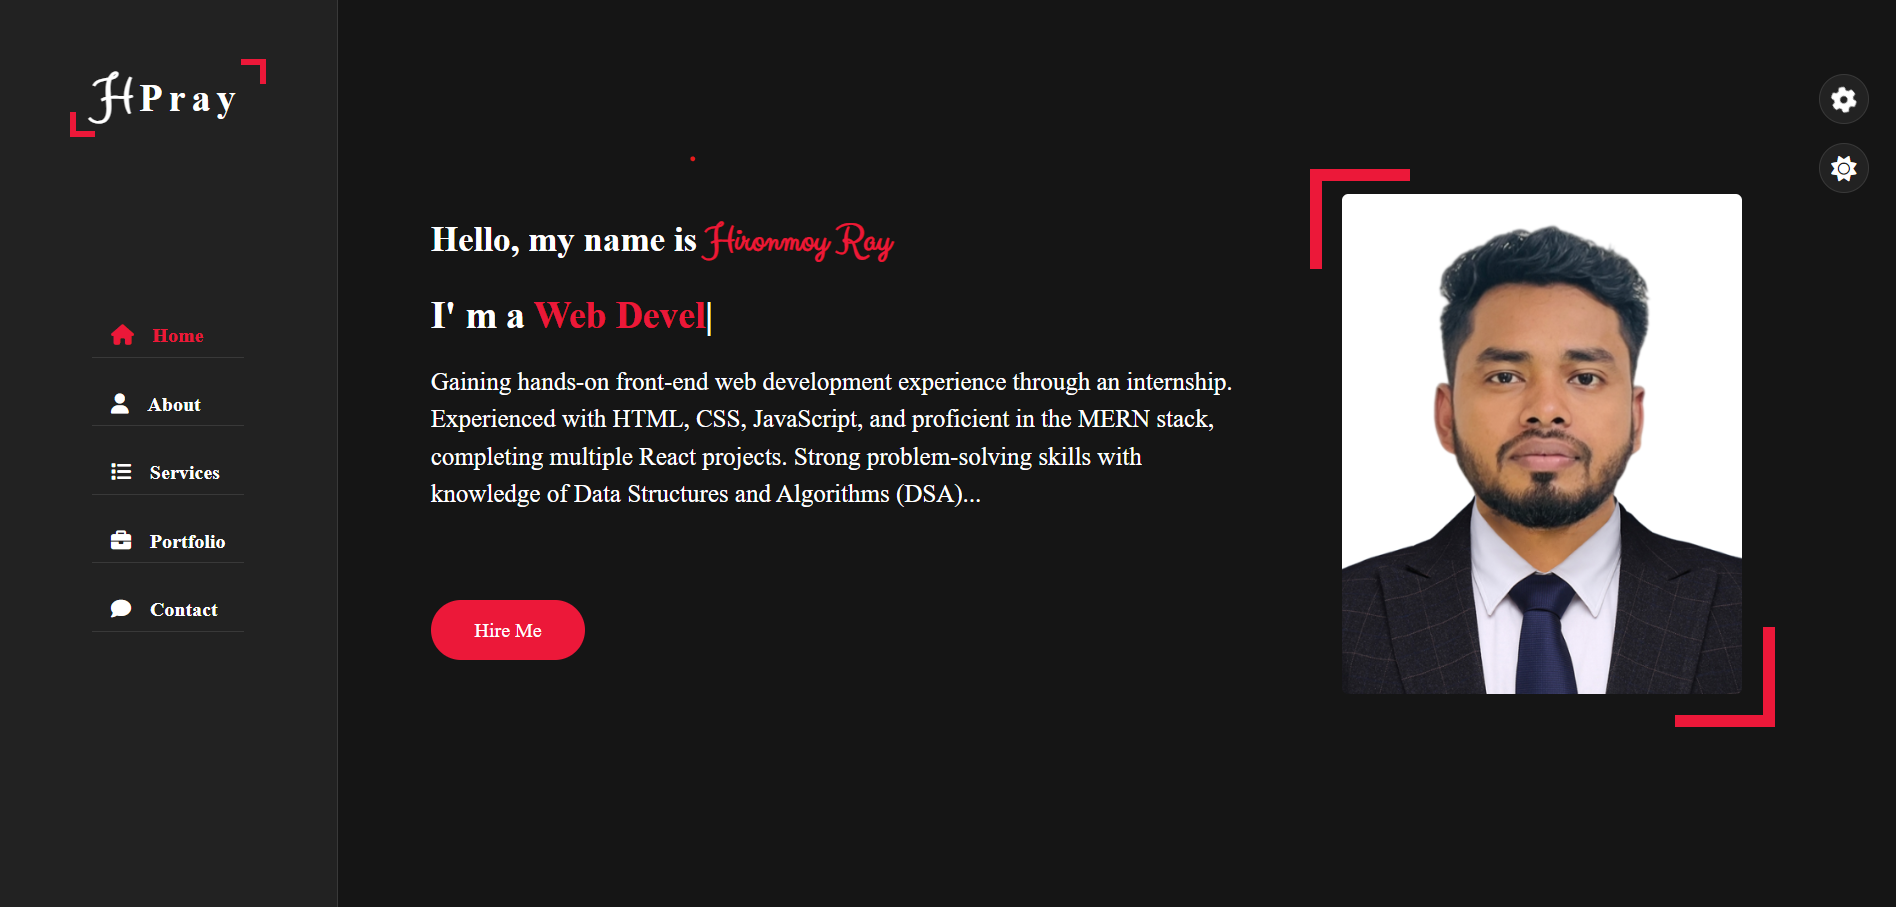 HPray
Home
About
Services
Portfolio
Contact
Hello, my name is Hironmoy Ray
I' m a Web Devel|
Gaining hands-on front-end web development experience through an internship.
Experienced with HTML, CSS, JavaScript, and proficient in the MERN stack,
completing multiple React projects. Strong problem-solving skills with
knowledge of Data Structures and Algorithms (DSA)...
Hire Me